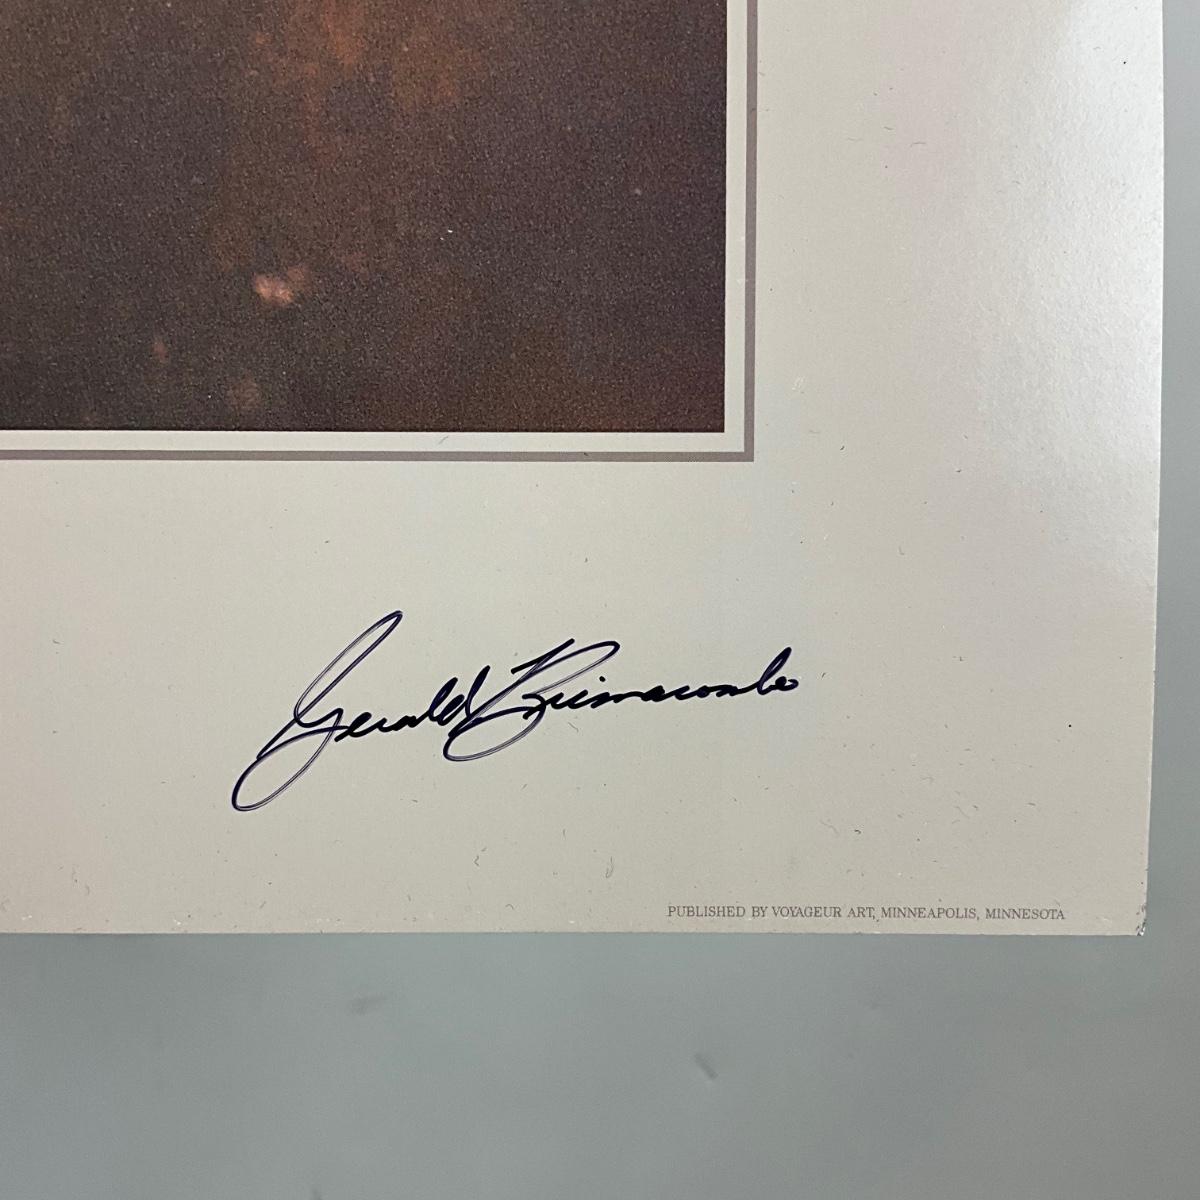 Gerald Brimacombe
PUBLISHED BY VOYAGEUR ART, MINNEAPOLIS, MINNESOTA